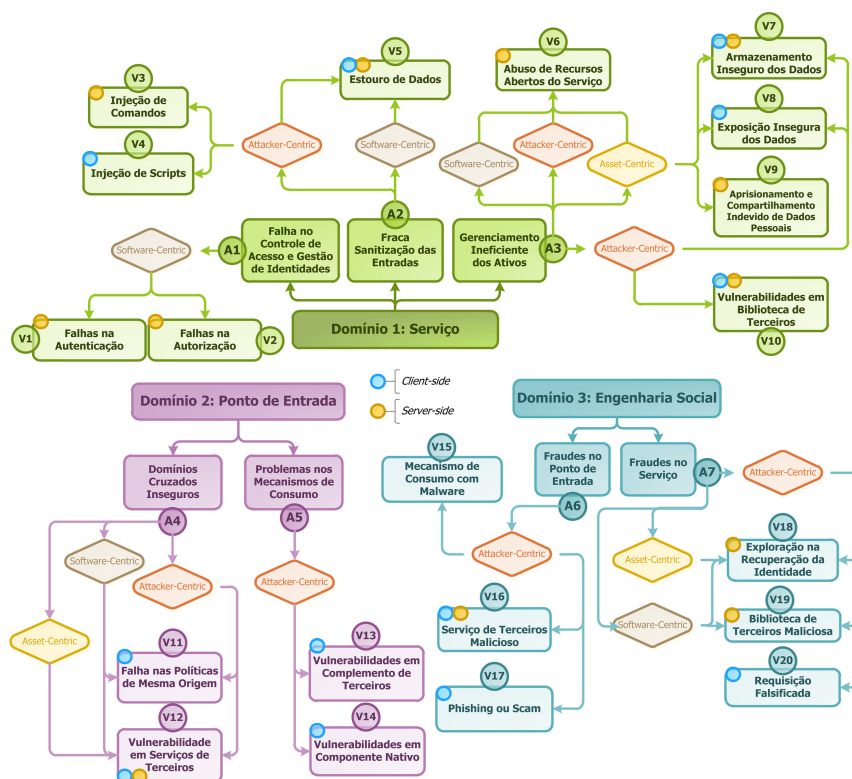 V3
Injeção de
Comandos
V4
Injeção de Scripts
V5
Estouro de Dados
V6
Abuso de Recursos
Abertos do Serviço
V7
Armazenamento
Inseguro dos Dados
V8
Exposição Insegura
dos Dados
V9
Aprisionamento e
Compartilhamento
Indevido de Dados
Pessoais
Attacker-Centric
Software-Centric
Software-Centric
Attacker-Centric
Asset-Centric
Software-Centric
A1
Falha no
Controle de
Acesso e Gestão
de Identidades
A2
Fraca
Sanitização das
Entradas
Gerenciamento
Ineficiente
dos Ativos
A3
Attacker-Centric
Vulnerabilidades em
Biblioteca de
Terceiros
V10
V1
Falhas na
Autenticação
Falhas na
Autorização
V2
Domínio 1: Serviço
Client-side
Server-side
Domínio 2: Ponto de Entrada
Domínios
Cruzados
Inseguros
Problemas nos
Mecanismos de
Consumo
A4
A5
Software-Centric
Attacker-Centric
Attacker-Centric
Asset-Centric
V11
Falha nas Políticas
de Mesma Origem
V12
Vulnerabilidade
em Serviços de
Terceiros
V13
Vulnerabilidades em
Complemento de
Terceiros
V14
Vulnerabilidades em
Componente Nativo
Domínio 3: Engenharia Social
V15
Mecanismo de
Consumo com
Malware
Fraudes no
Ponto de
Entrada
A6
Fraudes no
Serviço
A7
Attacker-Centric
Attacker-Centric
Asset-Centric
Software-Centric
V16
Serviço de Terceiros
Malicioso
V17
Phishing ou Scam
V18
Exploração na
Recuperação da
Identidade
V19
Biblioteca de
Terceiros Maliciosa
V20
Requisição
Falsificada